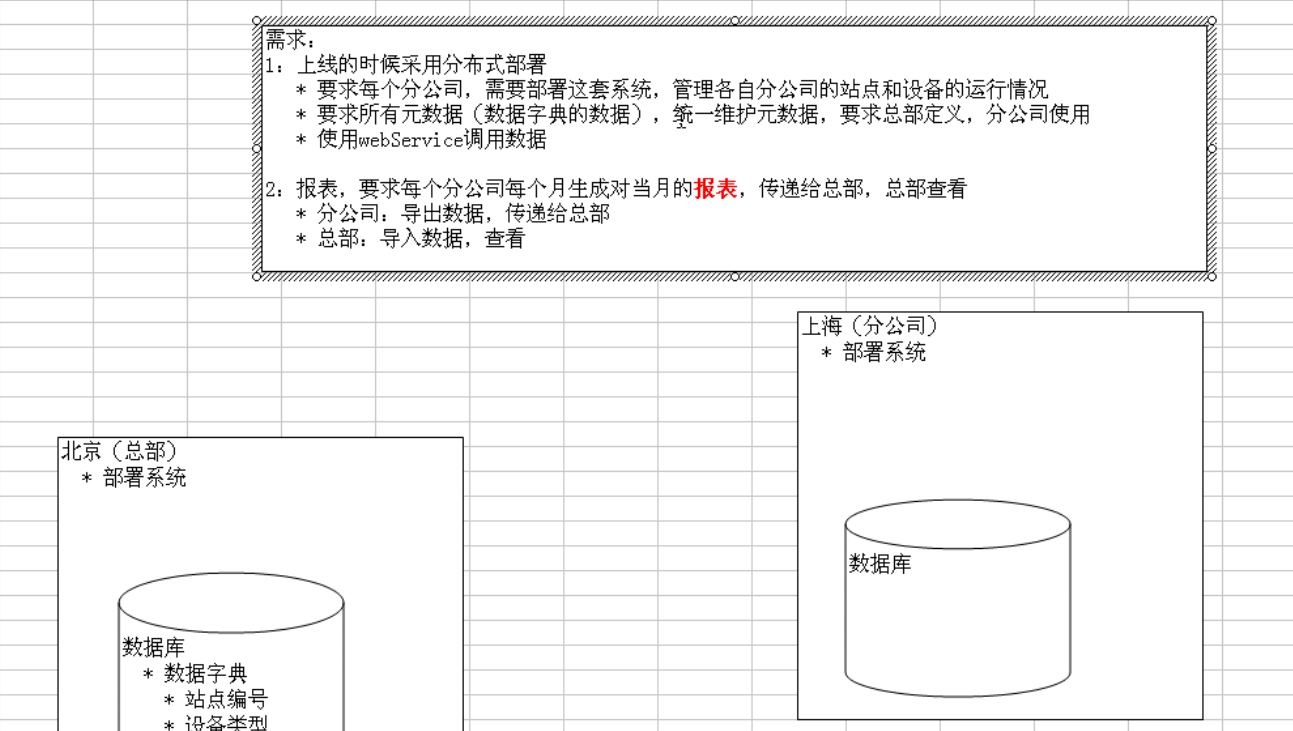 需求：
1：上线的时候采用分布式部署
* 要求每个分公司，需要部署这套系统，管理各自分公司的站点和设备的运行情况
* 要求所有元数据（数据字典的数据），统一维护元数据，要求总部定义，分公司使用
* 使用webService调用数据
2：报表，要求每个分公司每个月生成对当月的报表，传递给总部，总部查看
* 分公司：导出数据，传递给总部
* 总部：导入数据，查看
上海（分公司）
* 部署系统
数据库
北京（总部）
* 部署系统
数据库
* 数据字典
* 站点编号
* 设备类型